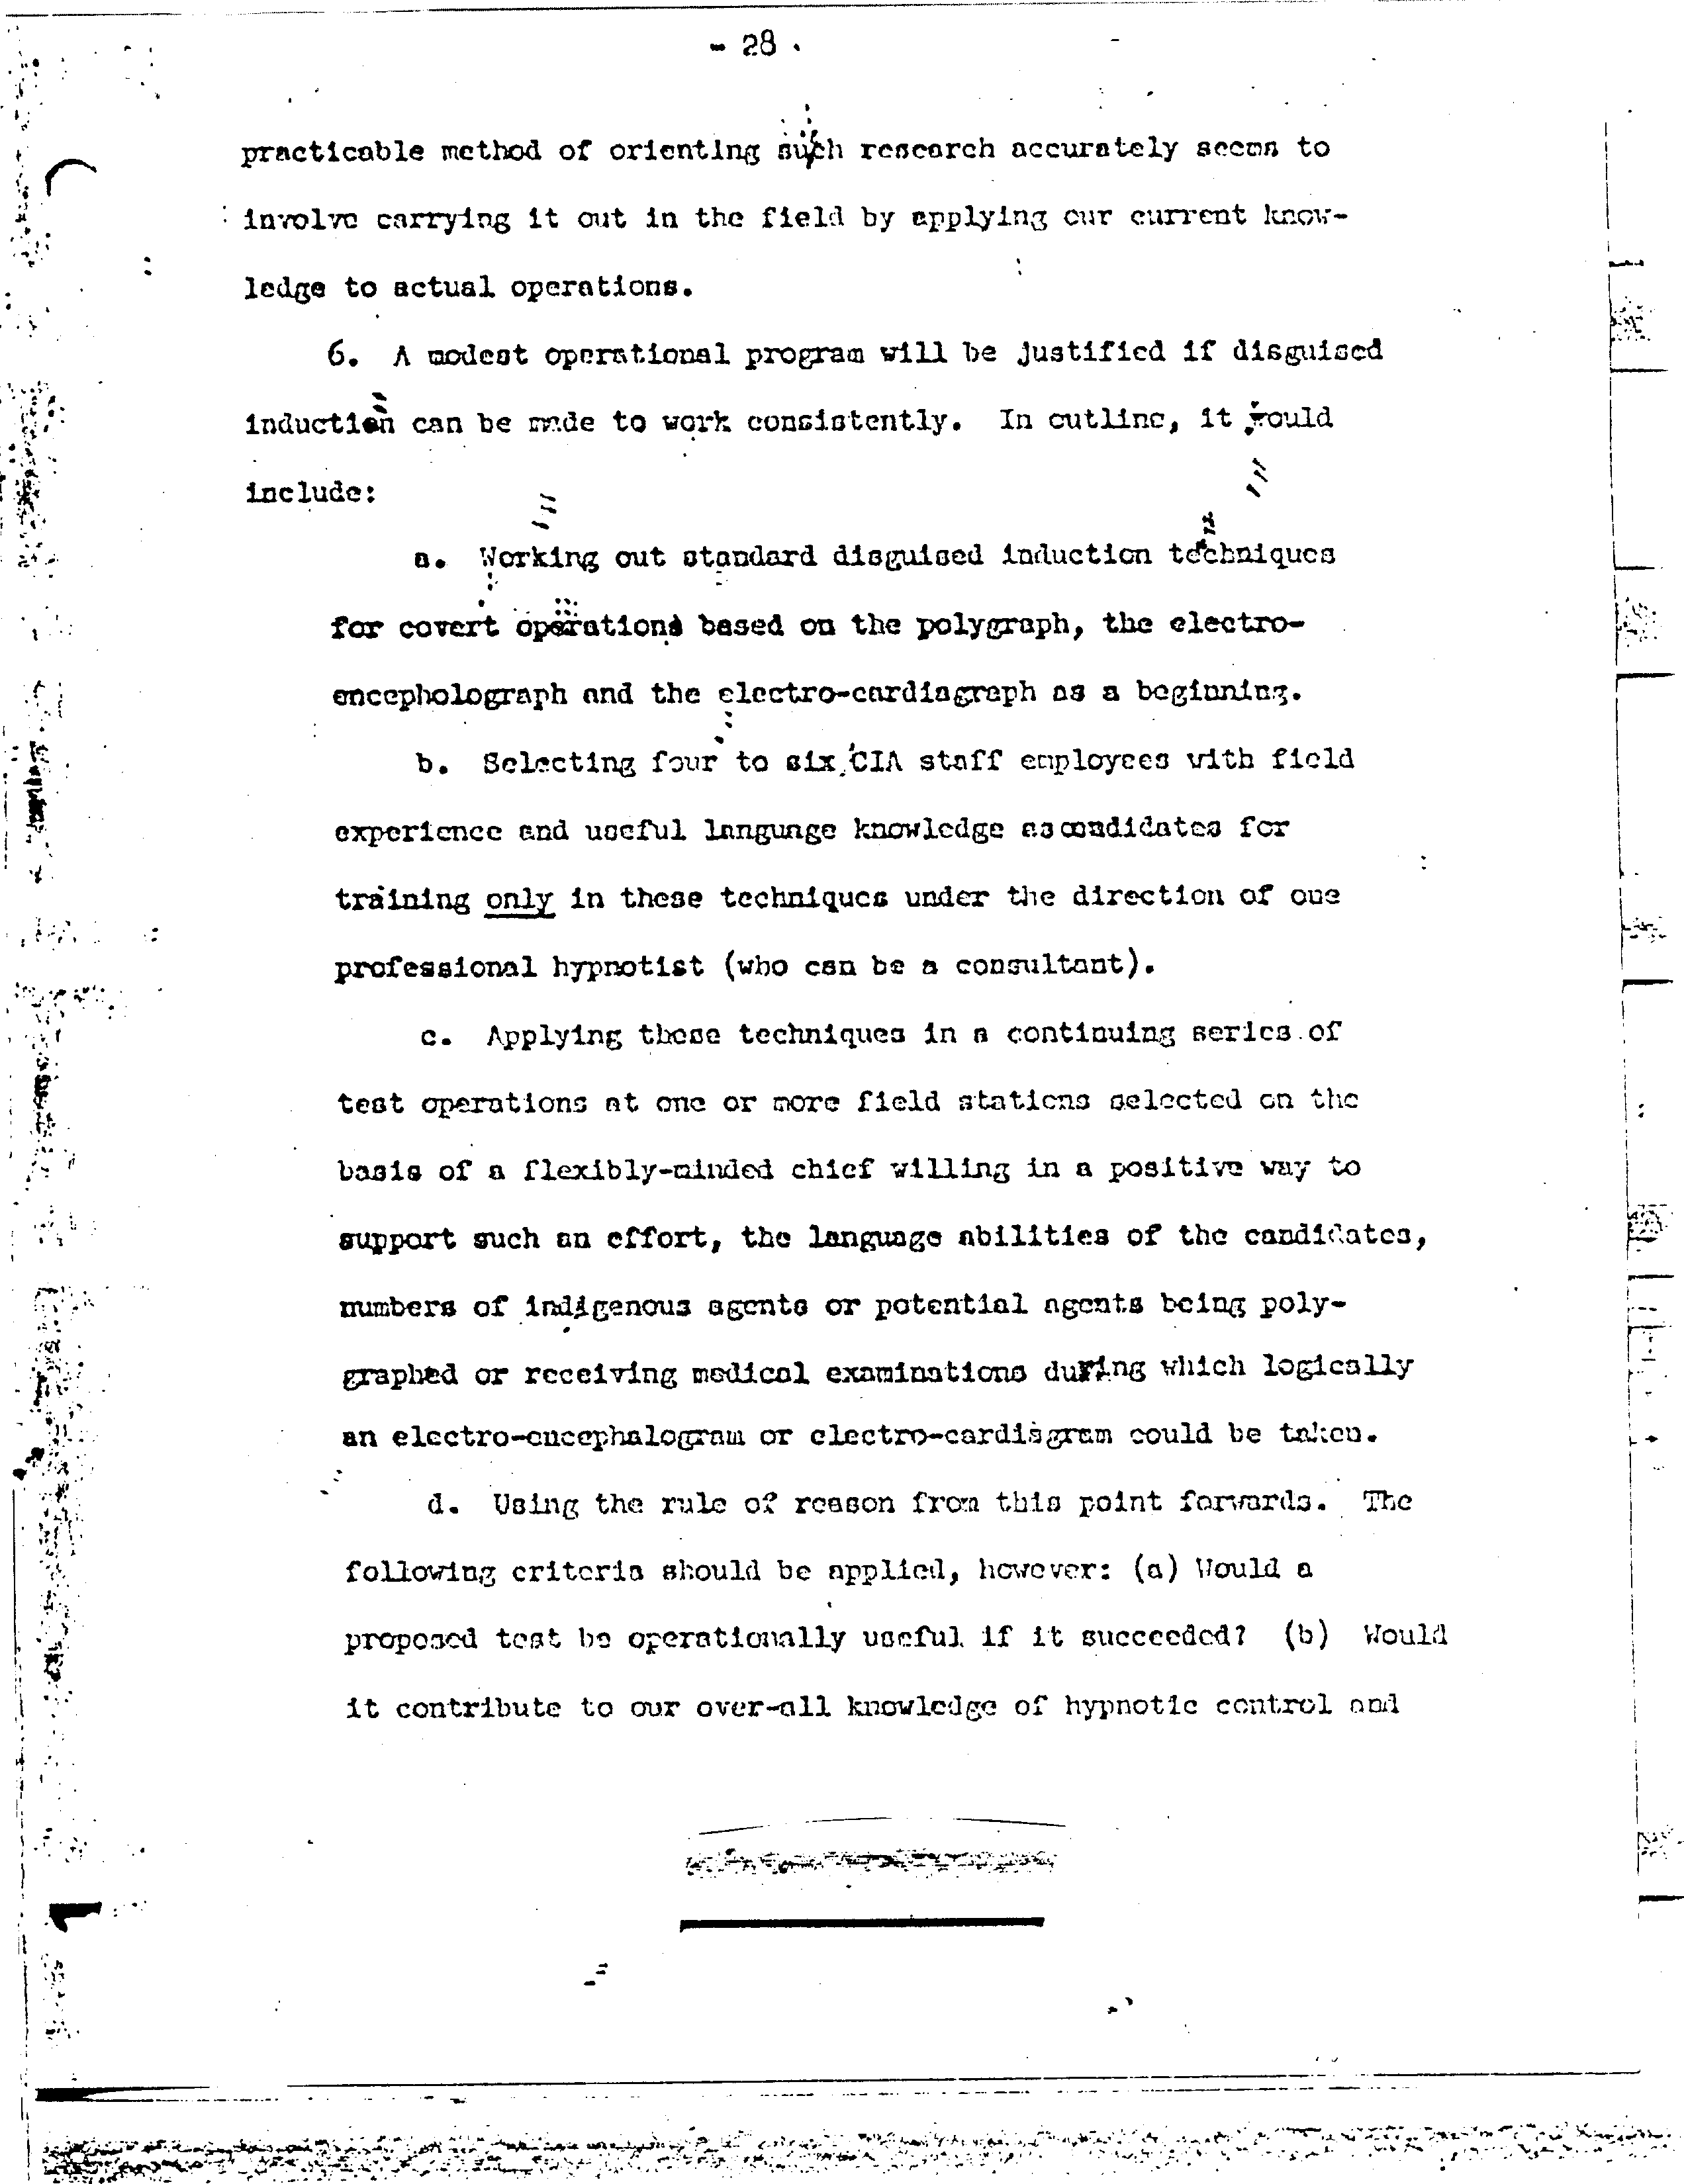 - 28 -
practicable method of orienting such research accurately seems to
involve carrying it out in the field by applying our current know-
ledge to actual operations.
6. A modest operational program will be justified if disguised
induction can be made to work consistently. In outline, it would
include:
a. Working out standard disguised induction techniques
for covert operations based on the polygraph, the electro-
encepholograph and the electro-cardiagraph as a beginning.
b. Selecting four to six CIA staff employees with field
experience and useful language knowledge as candidates for
training only in these techniques under the direction of one
professional hypnotist (who can be a consultant).
c. Applying these techniques in a continuing series of
test operations at one or more field stations selected on the
basis of a flexibly-minded chief willing in a positive way to
support such an effort, the language abilities of the candidates,
numbers of indigenous agents or potential agents being poly-
graphed or receiving medical examinations during which logically
an electro-encephalogram or electro-cardiagram could be taken.
d. Using the rule of reason from this point forwards. The
following criteria should be applied, however: (a) Would a
proposed test be operationally useful if it succeeded? (b) Would
it contribute to our over-all knowledge of hypnotic control and